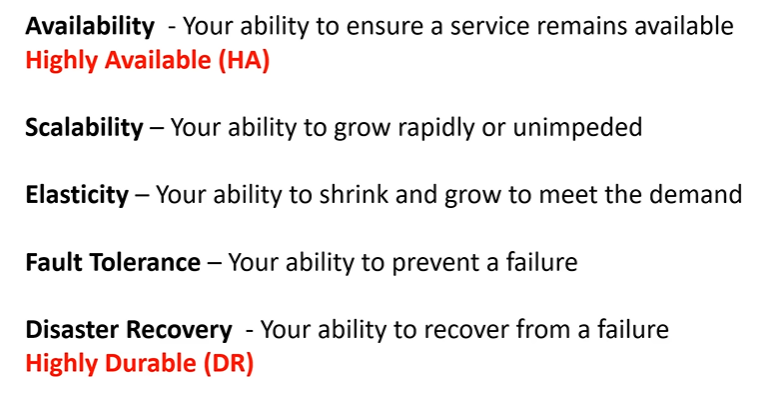 Availability - Your ability to ensure a service remains available
Highly Available (HA)
Scalability – Your ability to grow rapidly or unimpeded
Elasticity – Your ability to shrink and grow to meet the demand
Fault Tolerance – Your ability to prevent a failure
Disaster Recovery - Your ability to recover from a failure
Highly Durable (DR)